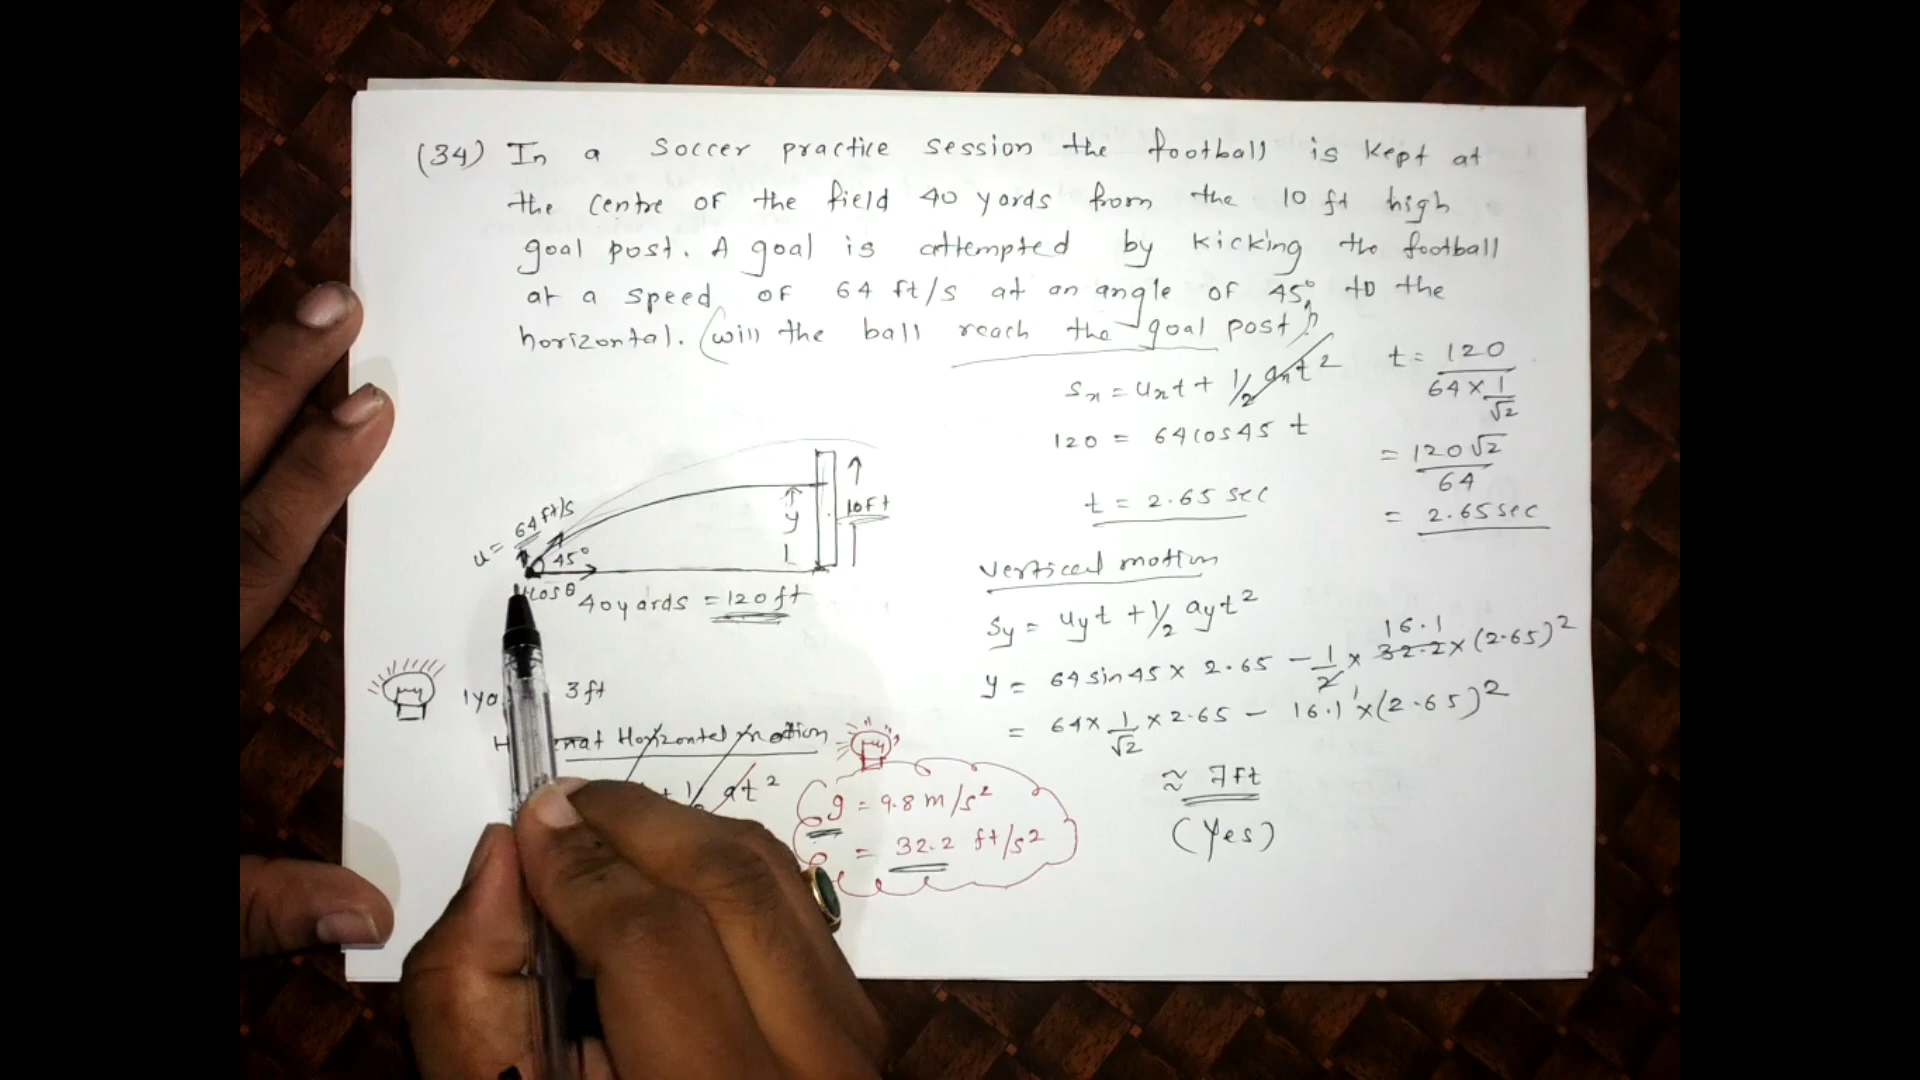 (34) In a soccer practice session the football is kept at
the centre of the field 40 yards from the 10 ft high
goal post. A goal is attempted by kicking the football
at a speed of 64 ft/s at an angle of 45° to the
horizontal. (will the ball reach the goal post)?
u = 64 ft/s
45°
y
10ft
40 yards = 120 ft
3ft
Horizontal motion
at²
g = 9.8 m/s²
= 32.2 ft/s²
Sx = uxt + 1/2 axt²
120 = 64 cos45 t
t = 2.65 sec
t = 120 / 64 × 1/√2
= 120√2 / 64
= 2.65 sec
Vertical motion
Sy = uyt + 1/2 ayt²
y = 64 sin45 × 2.65 – 1/2 × 32.2 × (2.65)²
16.1
= 64 × 1/√2 × 2.65 – 16.1 × (2.65)²
≈ 7ft
(Yes)